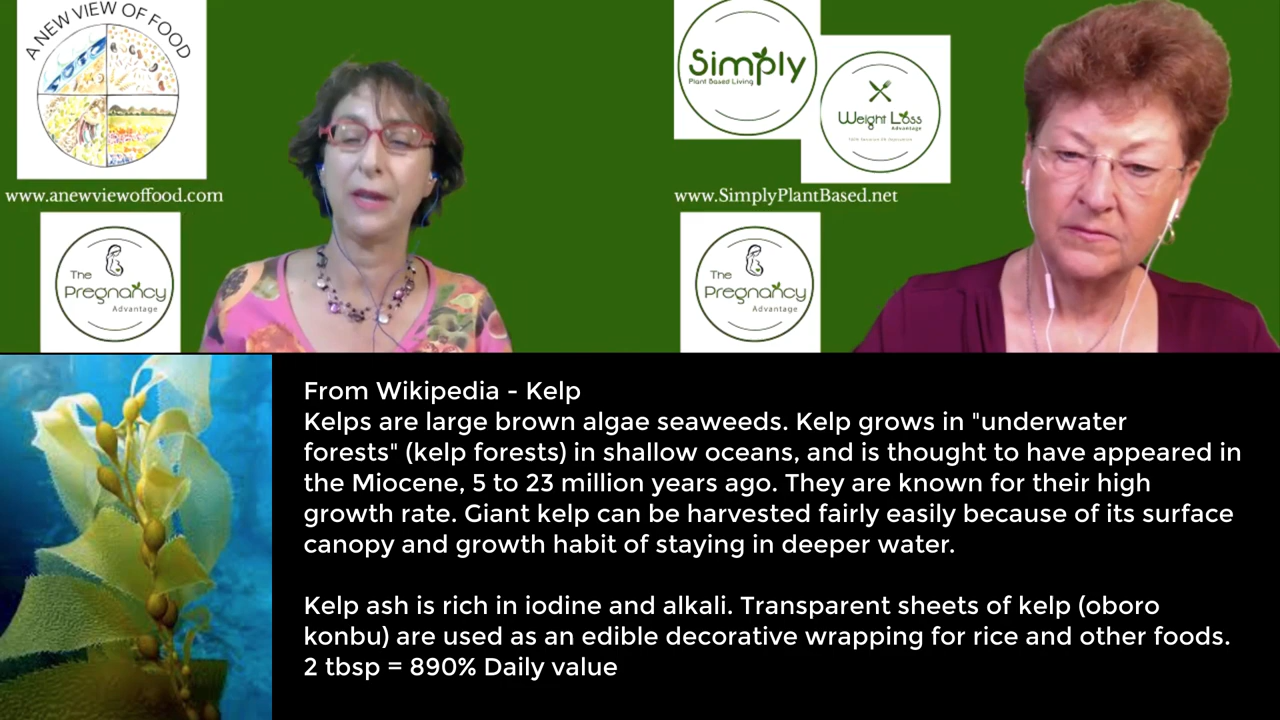 A NEW VIEW OF FOOD
www.anewviewoffood.com
The
Pregnancy
Advantage
Simply
Plant Based Living
Weight Loss
Advantage
www.SimplyPlantBased.net
The
Pregnancy
Advantage
From Wikipedia - Kelp
Kelps are large brown algae seaweeds. Kelp grows in "underwater
forests" (kelp forests) in shallow oceans, and is thought to have appeared in
the Miocene, 5 to 23 million years ago. They are known for their high
growth rate. Giant kelp can be harvested fairly easily because of its surface
canopy and growth habit of staying in deeper water.
Kelp ash is rich in iodine and alkali. Transparent sheets of kelp (oboro
konbu) are used as an edible decorative wrapping for rice and other foods.
2 tbsp = 890% Daily value